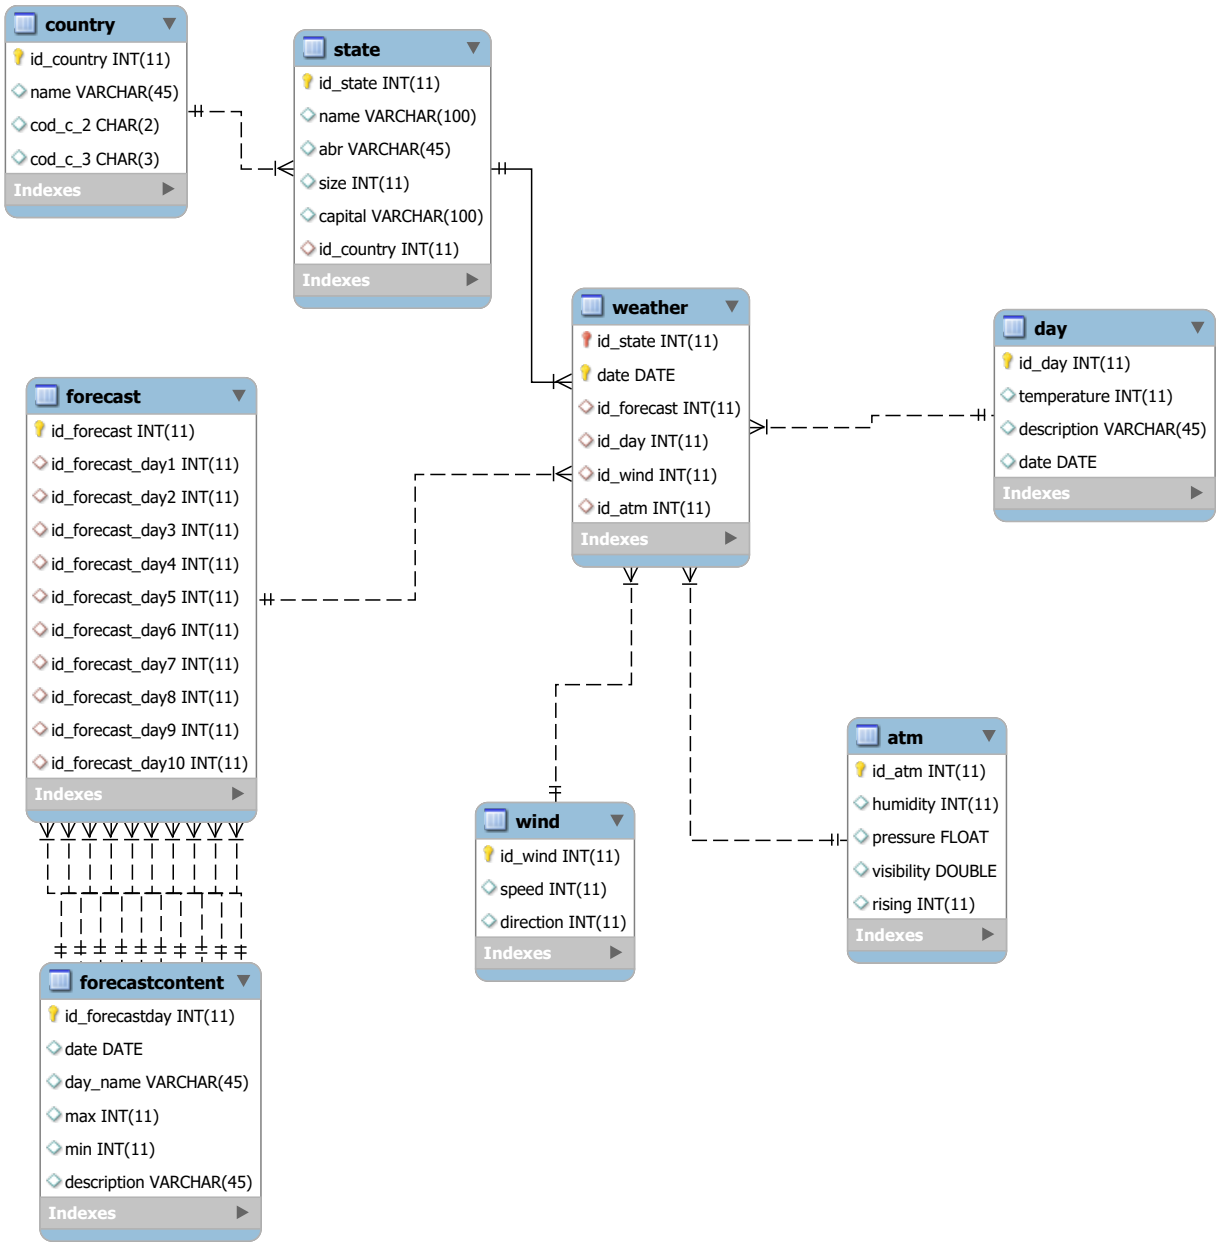 country
id_country INT(11)
name VARCHAR(45)
cod_c_2 CHAR(2)
cod_c_3 CHAR(3)
Indexes
state
id_state INT(11)
name VARCHAR(100)
abr VARCHAR(45)
size INT(11)
capital VARCHAR(100)
id_country INT(11)
Indexes
weather
id_state INT(11)
date DATE
id_forecast INT(11)
id_day INT(11)
id_wind INT(11)
id_atm INT(11)
Indexes
day
id_day INT(11)
temperature INT(11)
description VARCHAR(45)
date DATE
Indexes
forecast
id_forecast INT(11)
id_forecast_day1 INT(11)
id_forecast_day2 INT(11)
id_forecast_day3 INT(11)
id_forecast_day4 INT(11)
id_forecast_day5 INT(11)
id_forecast_day6 INT(11)
id_forecast_day7 INT(11)
id_forecast_day8 INT(11)
id_forecast_day9 INT(11)
id_forecast_day10 INT(11)
Indexes
wind
id_wind INT(11)
speed INT(11)
direction INT(11)
Indexes
atm
id_atm INT(11)
humidity INT(11)
pressure FLOAT
visibility DOUBLE
rising INT(11)
Indexes
forecastcontent
id_forecastday INT(11)
date DATE
day_name VARCHAR(45)
max INT(11)
min INT(11)
description VARCHAR(45)
Indexes